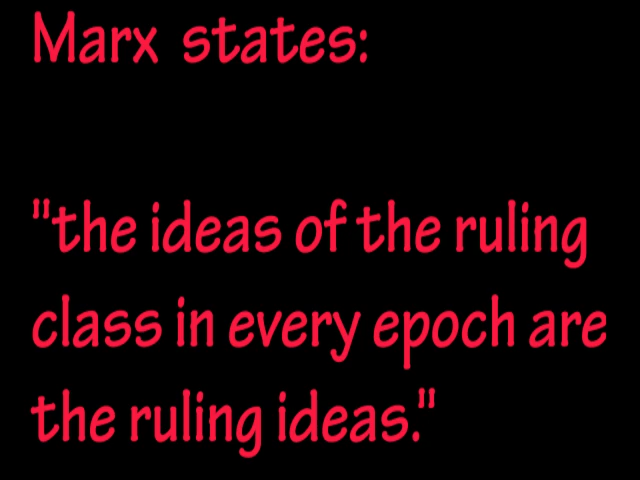 Marx states:
"the ideas of the ruling
class in every epoch are
the ruling ideas."